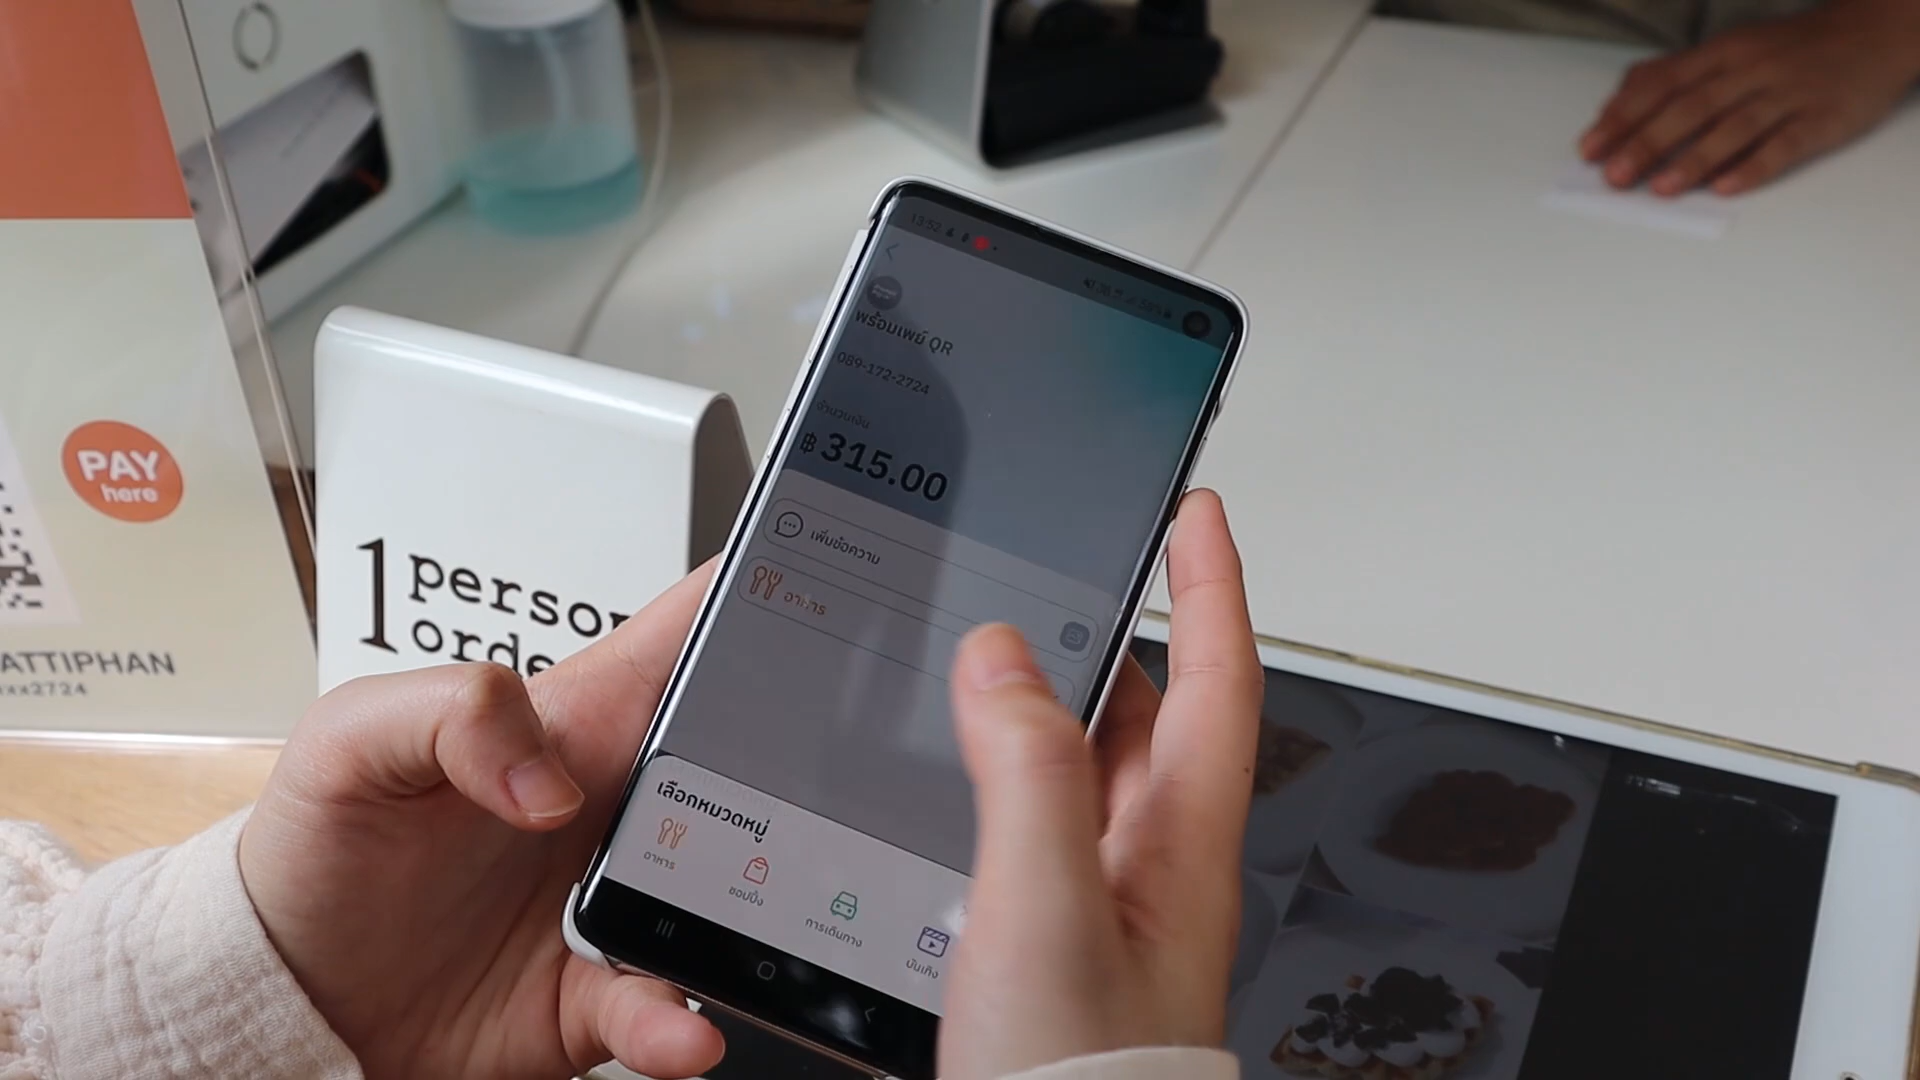 PAY
here
ATTIPHAN
xxx2724
1 person
orde
13:52
พร้อมเพย์ QR
089-172-2724
จำนวนเงิน
฿ 315.00
เพิ่มข้อความ
อาหาร
เลือกหมวดหมู่
อาหาร
ชอปปิ้ง
การเดินทาง
บันเทิง